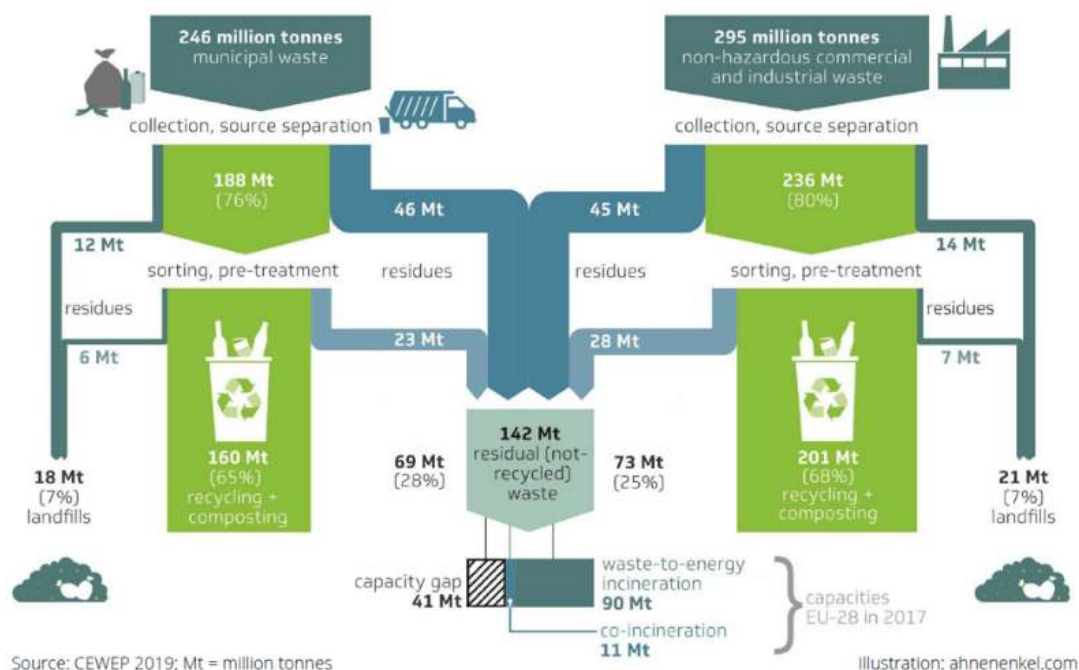 246 million tonnes
municipal waste
295 million tonnes
non-hazardous commercial
and industrial waste
collection, source separation
collection, source separation
188 Mt
(76%)
46 Mt
45 Mt
236 Mt
(80%)
12 Mt
14 Mt
sorting, pre-treatment
residues
residues
sorting, pre-treatment
residues
residues
6 Mt
23 Mt
28 Mt
7 Mt
18 Mt
(7%)
landfills
160 Mt
(65%)
recycling +
composting
69 Mt
(28%)
142 Mt
residual (not-
recycled)
waste
73 Mt
(25%)
201 Mt
(68%)
recycling +
composting
21 Mt
(7%)
landfills
capacity gap
41 Mt
waste-to-energy
incineration
90 Mt
co-incineration
11 Mt
capacities
EU-28 in 2017
Source: CEWEP 2019; Mt = million tonnes
Illustration: ahnenenkel.com